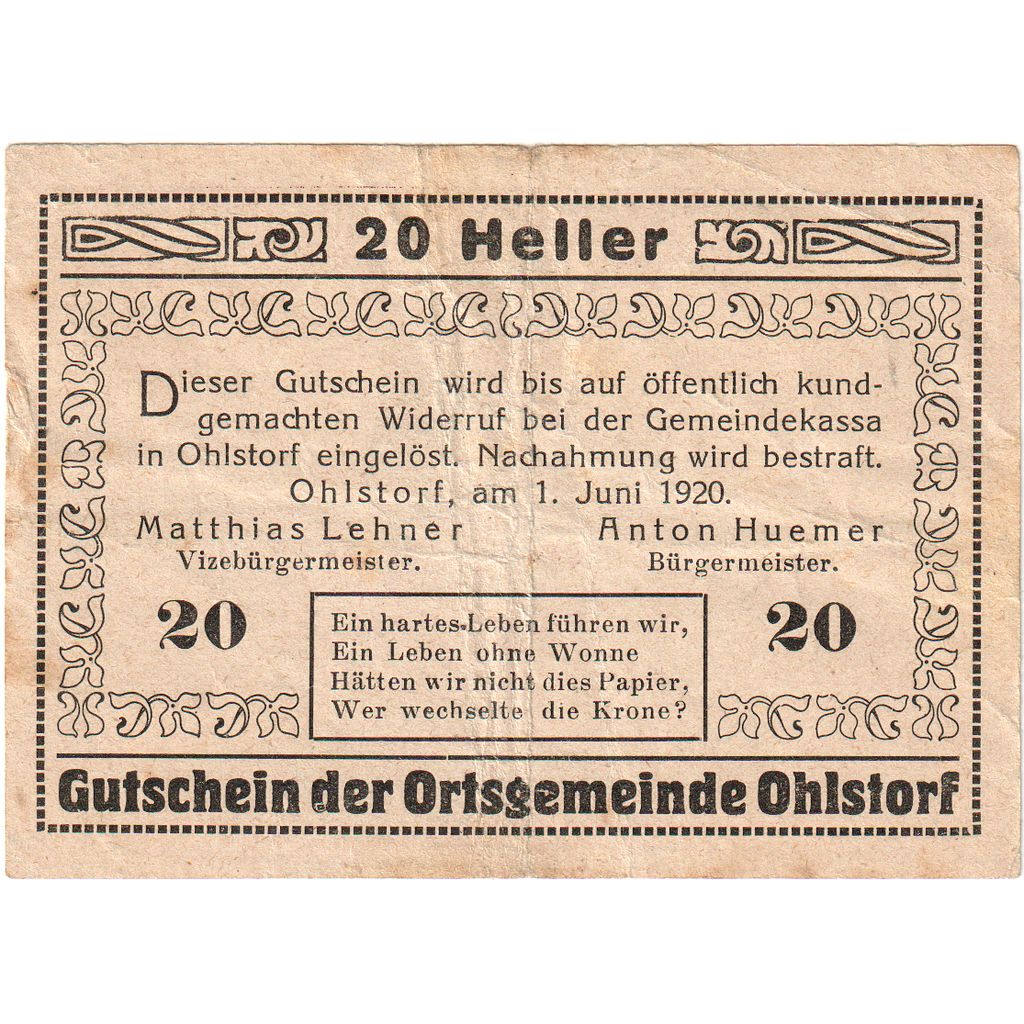 20 Heller
Dieser Gutschein wird bis auf öffentlich kund-
gemachten Widerruf bei der Gemeindekassa
in Ohlstorf eingelöst. Nachahmung wird bestraft.
Ohlstorf, am 1. Juni 1920.
Matthias Lehner Anton Huemer
Vizebürgermeister. Bürgermeister.
20 20
Ein hartes Leben führen wir,
Ein Leben ohne Wonne
Hätten wir nicht dies Papier,
Wer wechselte die Krone?
Gutschein der Ortsgemeinde Ohlstorf